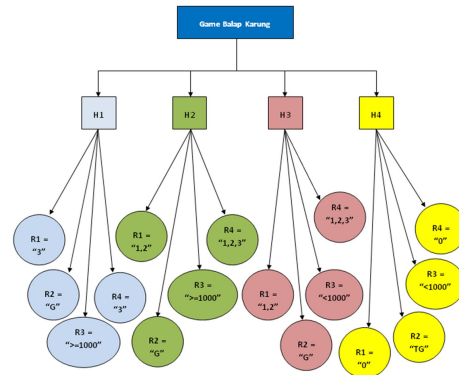 Game Balap Karung
H1
H2
H3
H4
R1 =
"3"
R2 =
"G"
R3 =
">=1000"
R4 =
"3"
R1 =
"1,2"
R2 =
"G"
R3 =
">=1000"
R4 =
"1,2,3"
R1 =
"1,2"
R2 =
"G"
R3 =
"<1000"
R4 =
"1,2,3"
R1 =
"0"
R2 =
"TG"
R3 =
"<1000"
R4 =
"0"